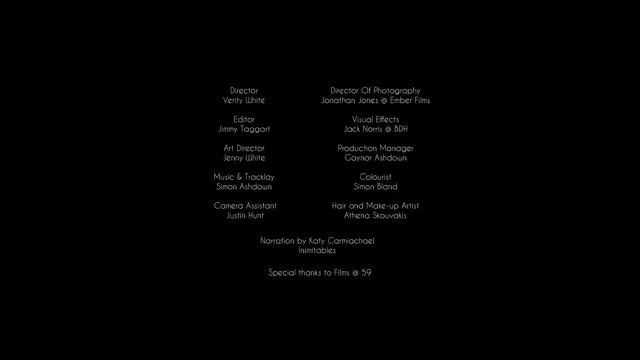 Director
Verity White
Editor
Jimmy Taggart
Art Director
Jenny White
Music & Tracklay
Simon Ashdown
Camera Assistant
Justin Hunt
Director Of Photography
Jonathan Jones @ Ember Films
Visual Effects
Jack Norris @ BDH
Production Manager
Gaynor Ashdown
Colourist
Simon Bland
Hair and Make-up Artist
Athena Skouvakis
Narration by Katy Carmiachael
Inimitables
Special thanks to Films @ 59